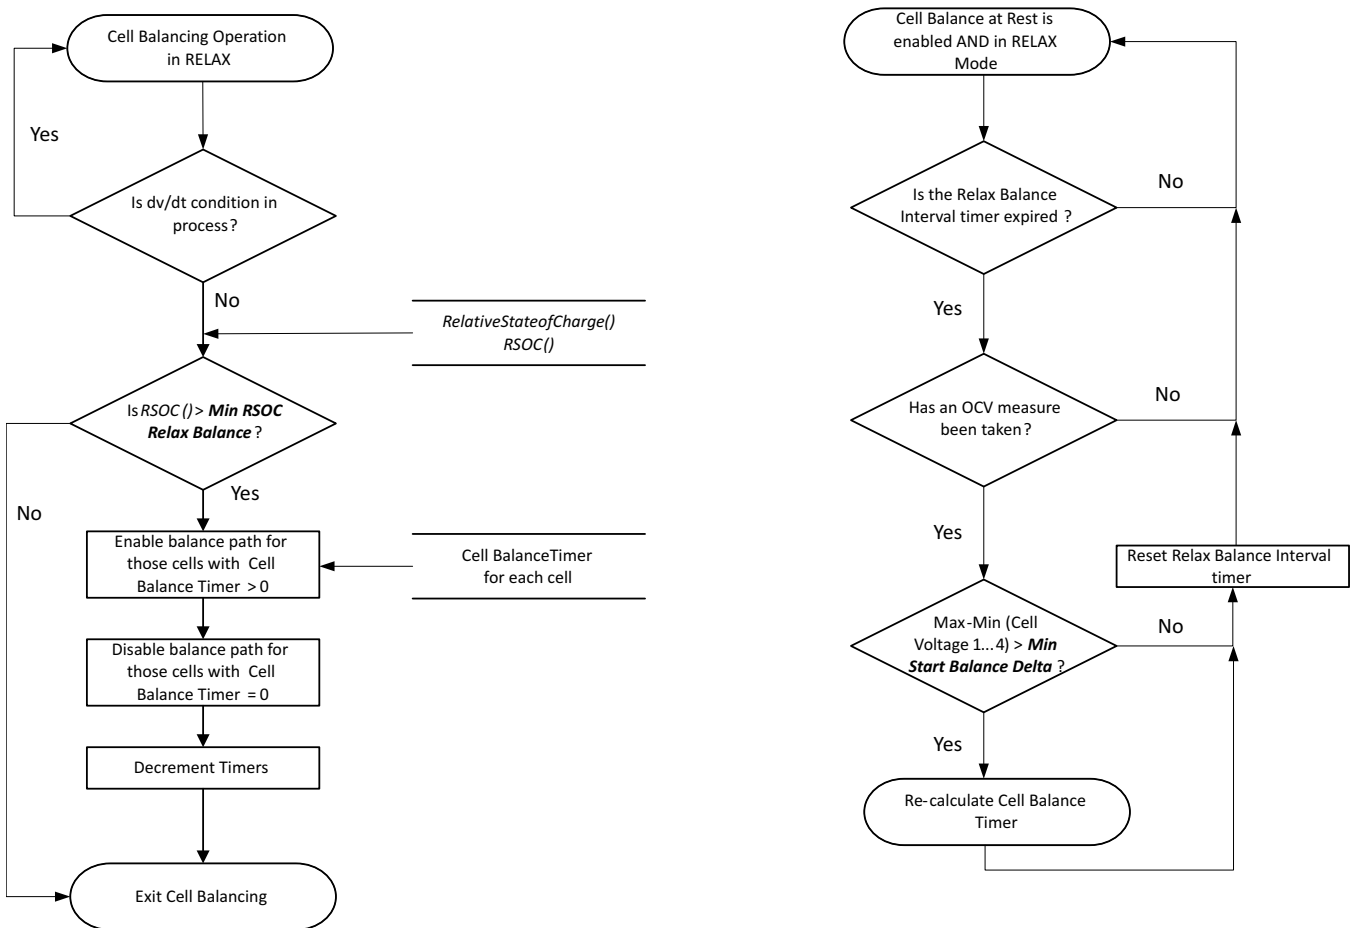 Cell Balancing Operation
in RELAX
Yes
Is dv/dt condition in
process?
No
RelativeStateofCharge()
RSOC()
Is RSOC () > Min RSOC
Relax Balance ?
Yes
No
Enable balance path for
those cells with Cell
Balance Timer > 0
Cell BalanceTimer
for each cell
Disable balance path for
those cells with Cell
Balance Timer = 0
Decrement Timers
Exit Cell Balancing
Cell Balance at Rest is
enabled AND in RELAX
Mode
Is the Relax Balance
Interval timer expired ?
No
Yes
Has an OCV measure
been taken?
No
Yes
Reset Relax Balance Interval
timer
Max-Min (Cell
Voltage 1...4) > Min
Start Balance Delta ?
No
Yes
Re-calculate Cell Balance
Timer